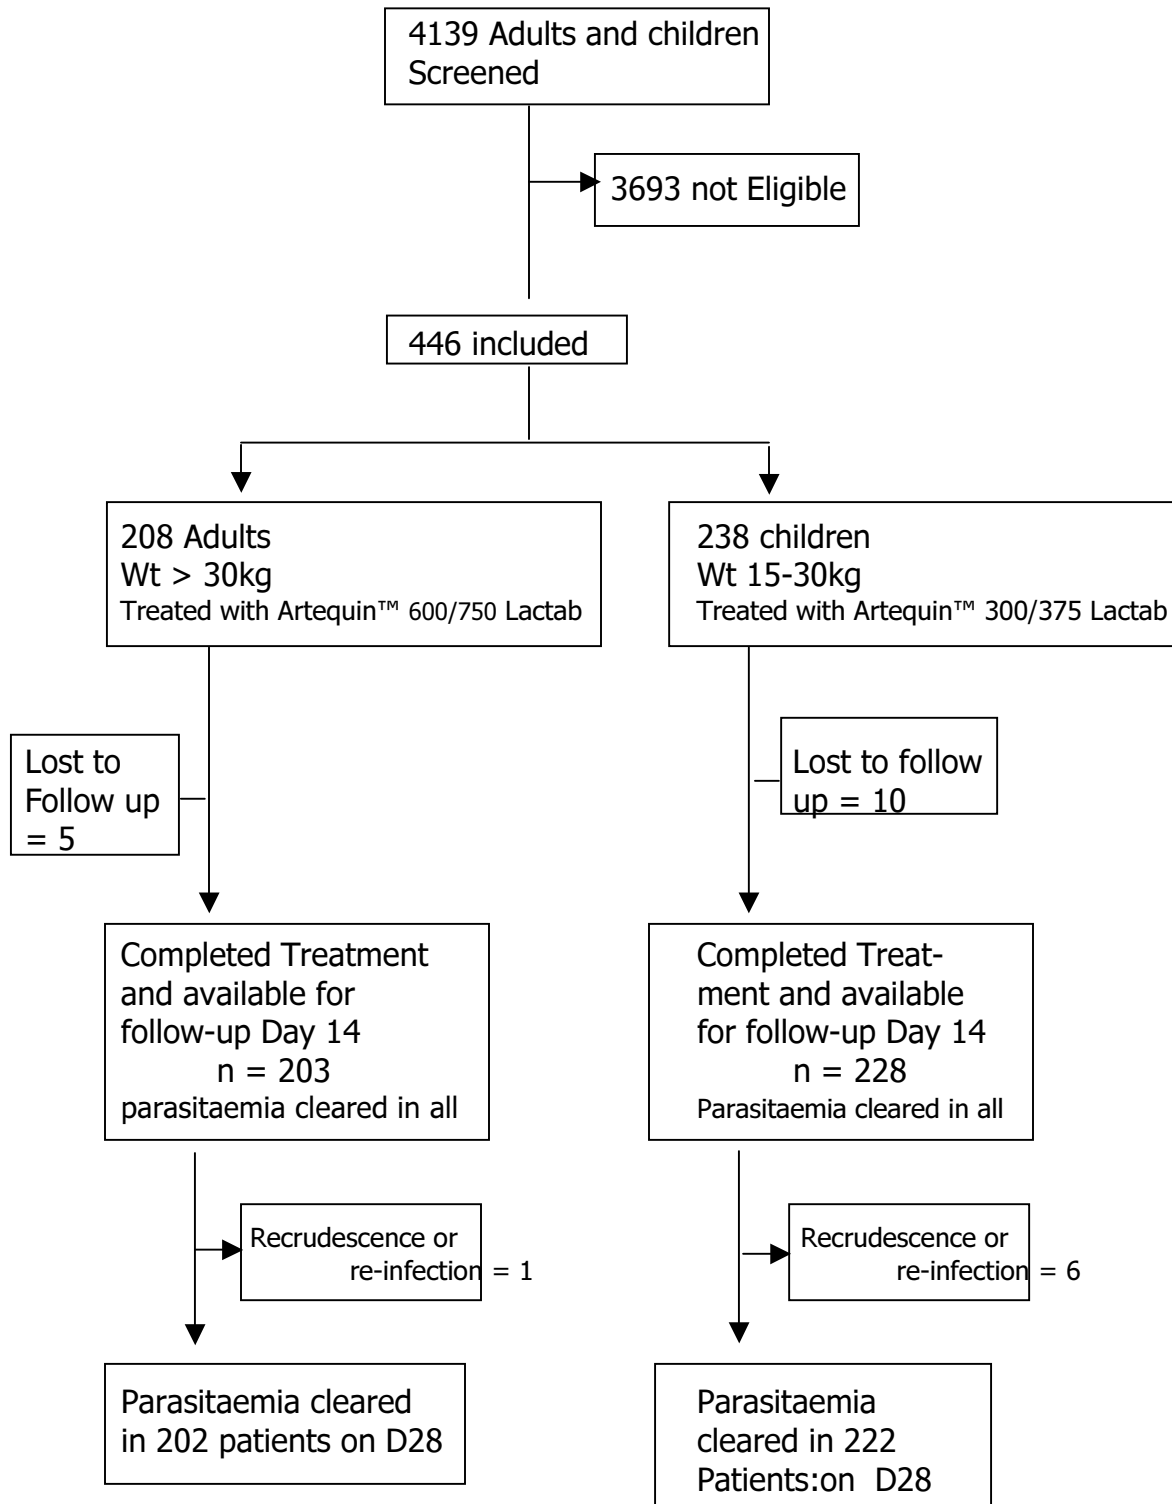 4139 Adults and children
Screened
3693 not Eligible
446 included
208 Adults
Wt > 30kg
Treated with Artequin™ 600/750 Lactab
238 children
Wt 15-30kg
Treated with Artequin™ 300/375 Lactab
Lost to
Follow up
= 5
Lost to follow
up = 10
Completed Treatment
and available for
follow-up Day 14
n = 203
parasitaemia cleared in all
Completed Treat-
ment and available
for follow-up Day 14
n = 228
Parasitaemia cleared in all
Recrudescence or
re-infection = 1
Recrudescence or
re-infection = 6
Parasitaemia cleared
in 202 patients on D28
Parasitaemia
cleared in 222
Patients:on D28